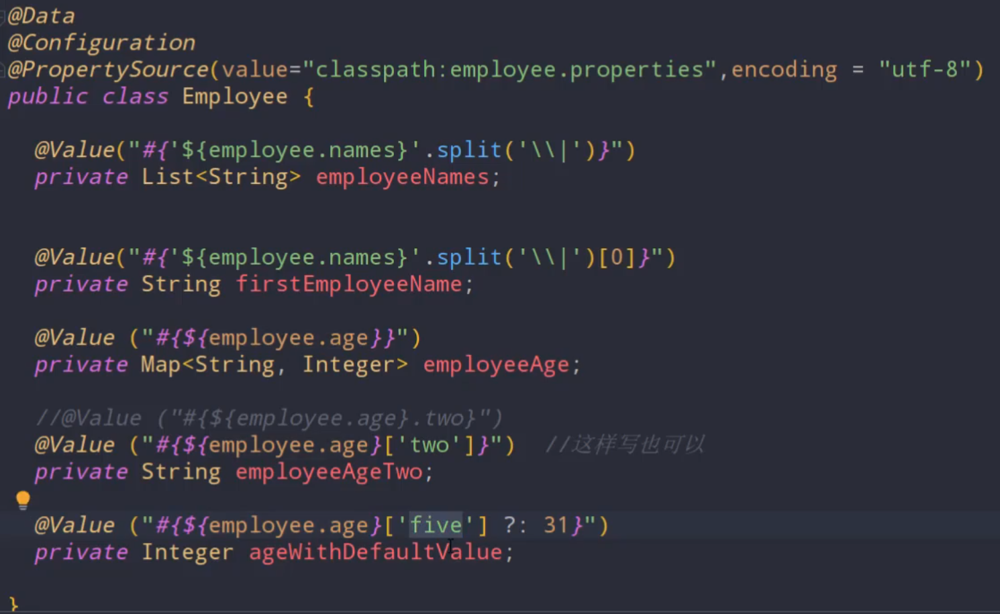 @Data
@Configuration
@PropertySource(value="classpath:employee.properties",encoding = "utf-8")
public class Employee {
@Value("#{'${employee.names}'.split('\\|')}")
private List<String> employeeNames;
@Value("#{'${employee.names}'.split('\\|')[0]}")
private String firstEmployeeName;
@Value ("#{${employee.age}}")
private Map<String, Integer> employeeAge;
//@Value ("#{${employee.age}.two}")
@Value ("#{${employee.age}['two']}")  //这样写也可以
private String employeeAgeTwo;
@Value ("#{${employee.age}['five'] ?: 31}")
private Integer ageWithDefaultValue;
}